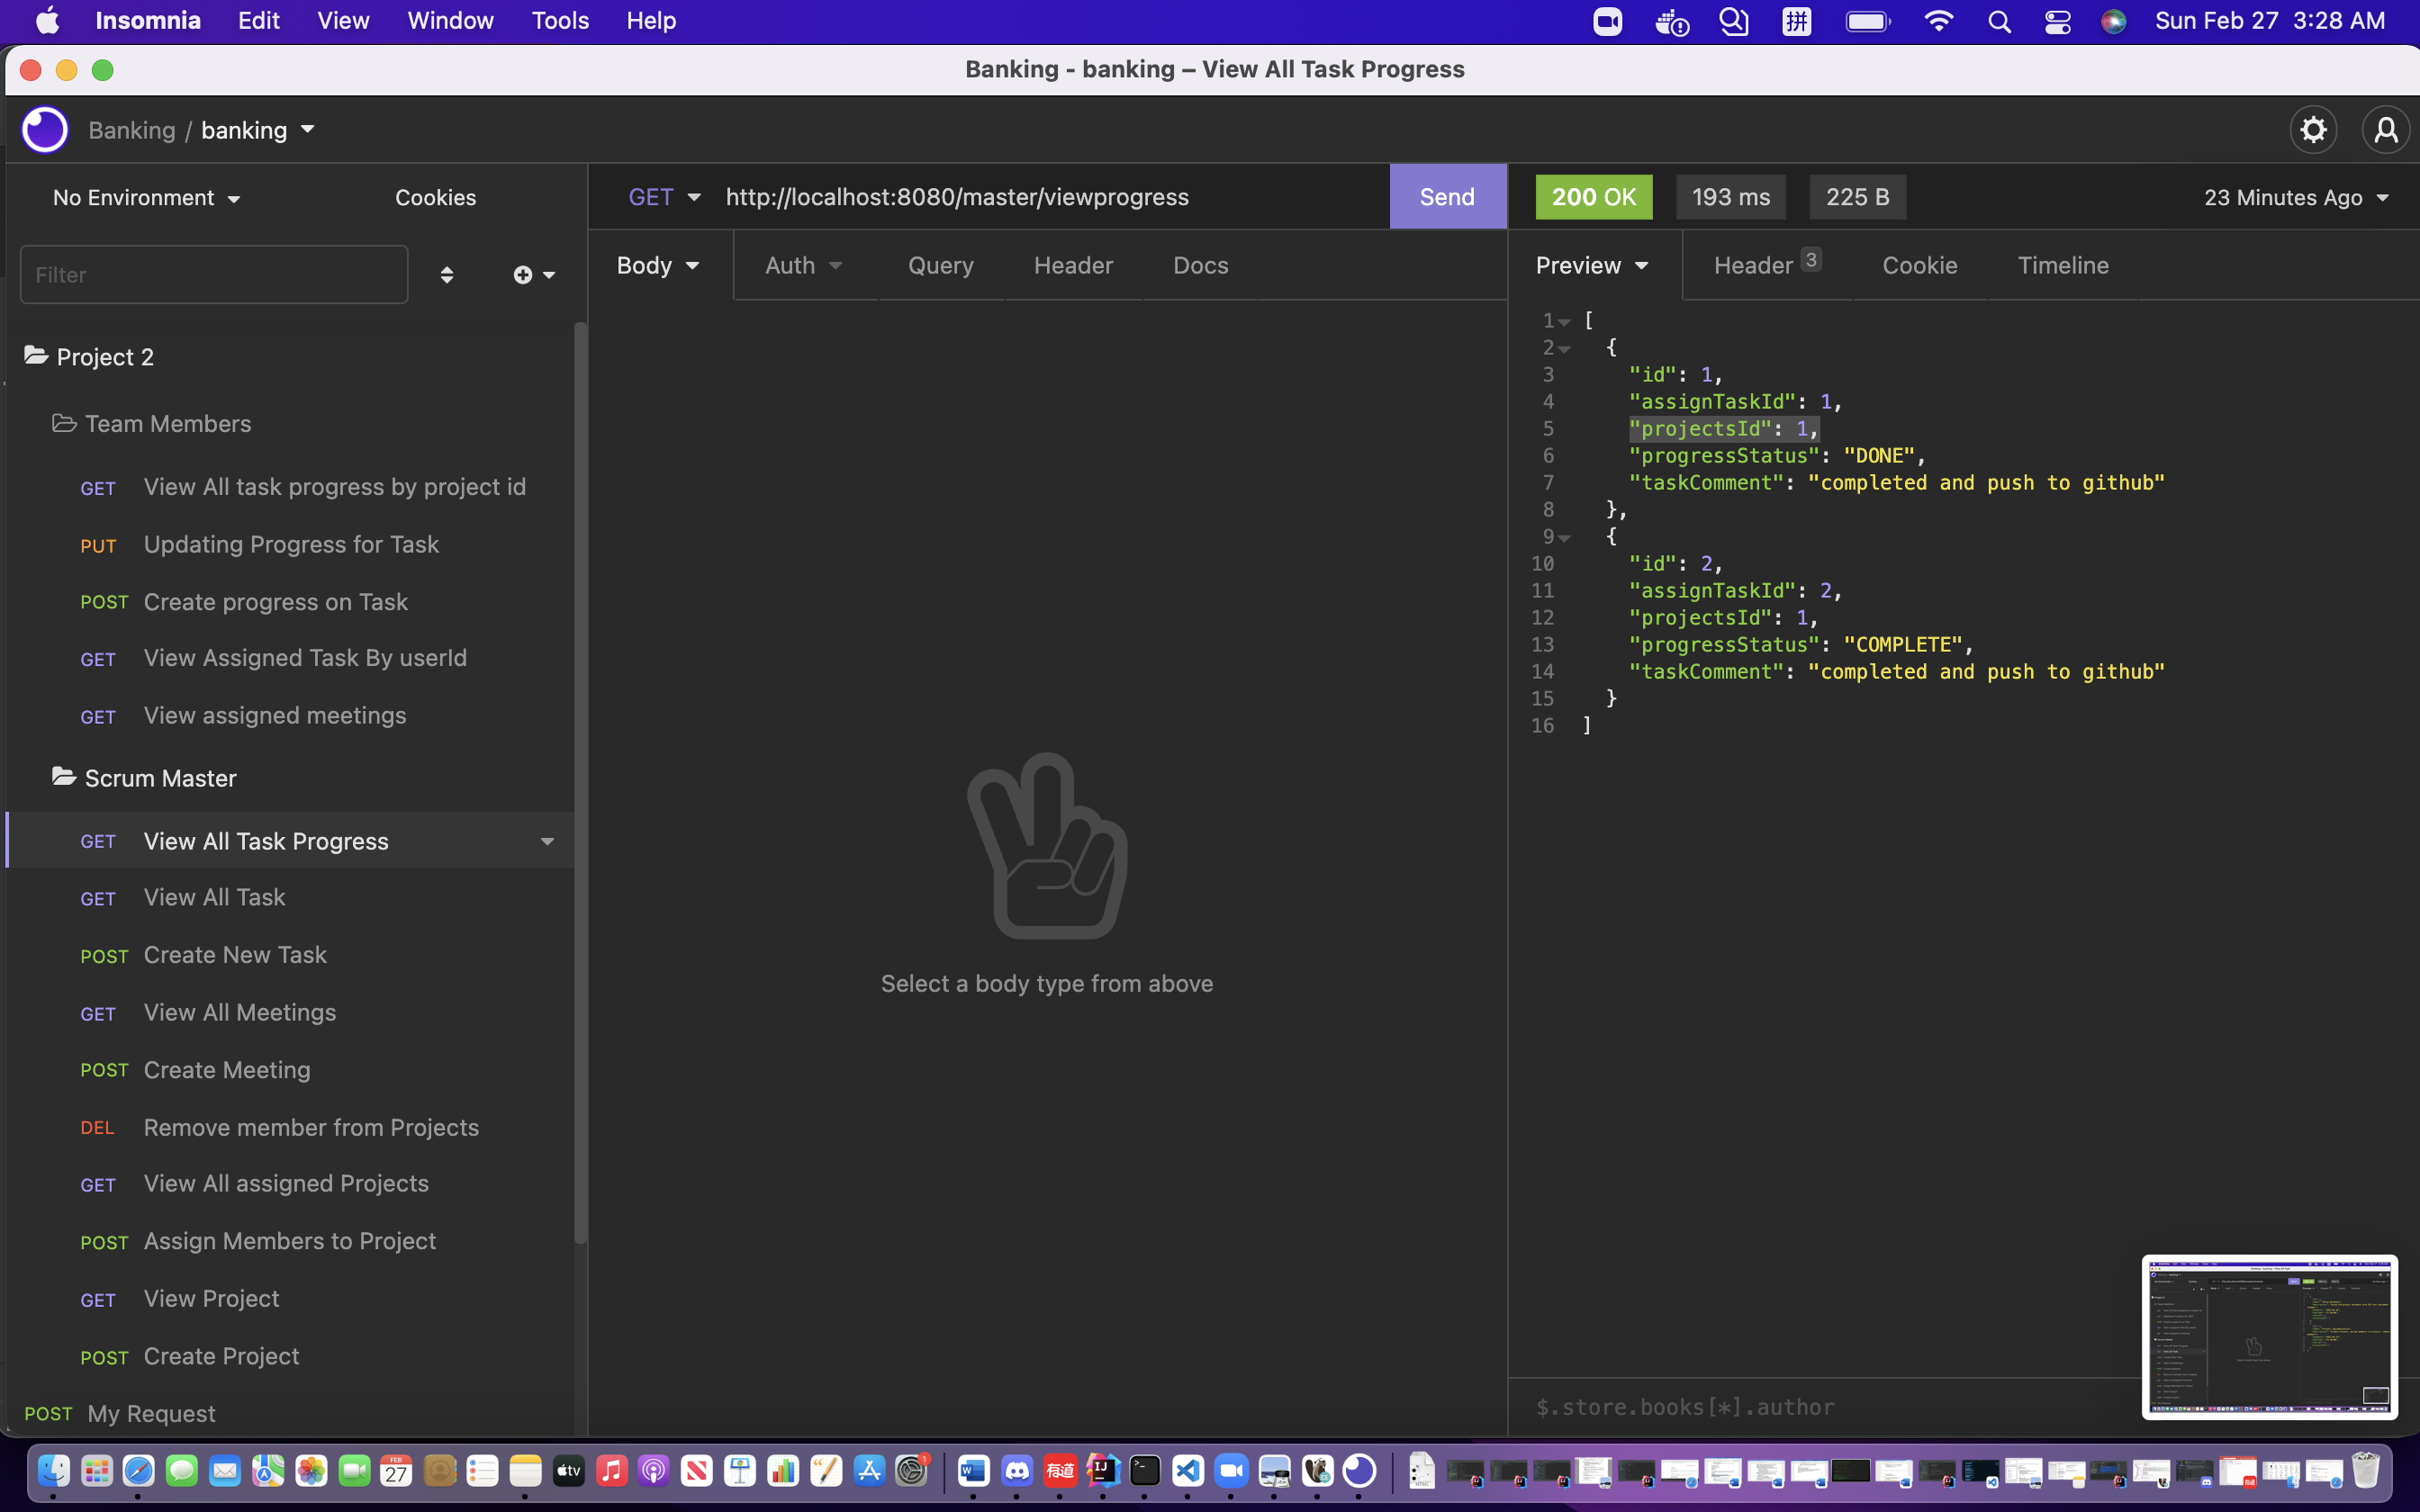 Insomnia Edit View Window Tools Help 拼 Sun Feb 27 3:28 AM
Banking - banking – View All Task Progress
Banking / banking
No Environment Cookies
GET http://localhost:8080/master/viewprogress Send
200 OK 193 ms 225 B 23 Minutes Ago
Filter
Body Auth Query Header Docs
Preview Header 3 Cookie Timeline
Project 2
Team Members
GET View All task progress by project id
PUT Updating Progress for Task
POST Create progress on Task
GET View Assigned Task By userId
GET View assigned meetings
Scrum Master
GET View All Task Progress
GET View All Task
POST Create New Task
GET View All Meetings
POST Create Meeting
DEL Remove member from Projects
GET View All assigned Projects
POST Assign Members to Project
GET View Project
POST Create Project
POST My Request
Select a body type from above
1 [
2 {
3 "id": 1,
4 "assignTaskId": 1,
5 "projectsId": 1,
6 "progressStatus": "DONE",
7 "taskComment": "completed and push to github"
8 },
9 {
10 "id": 2,
11 "assignTaskId": 2,
12 "projectsId": 1,
13 "progressStatus": "COMPLETE",
14 "taskComment": "completed and push to github"
15 }
16 ]
$.store.books[*].author
FEB
27
tv
1
有道
IJ